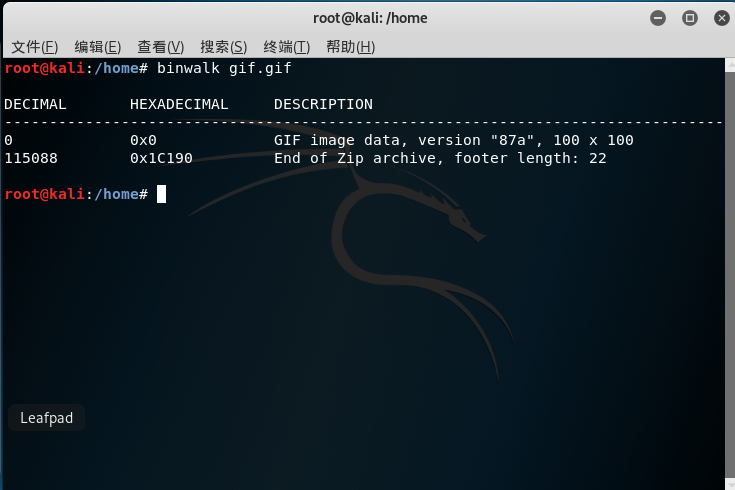 root@kali: /home
文件(F) 编辑(E) 查看(V) 搜索(S) 终端(T) 帮助(H)
root@kali:/home# binwalk gif.gif
DECIMAL       HEXADECIMAL     DESCRIPTION
--------------------------------------------------------------------------------
0             0x0             GIF image data, version "87a", 100 x 100
115088        0x1C190         End of Zip archive, footer length: 22
root@kali:/home#
Leafpad